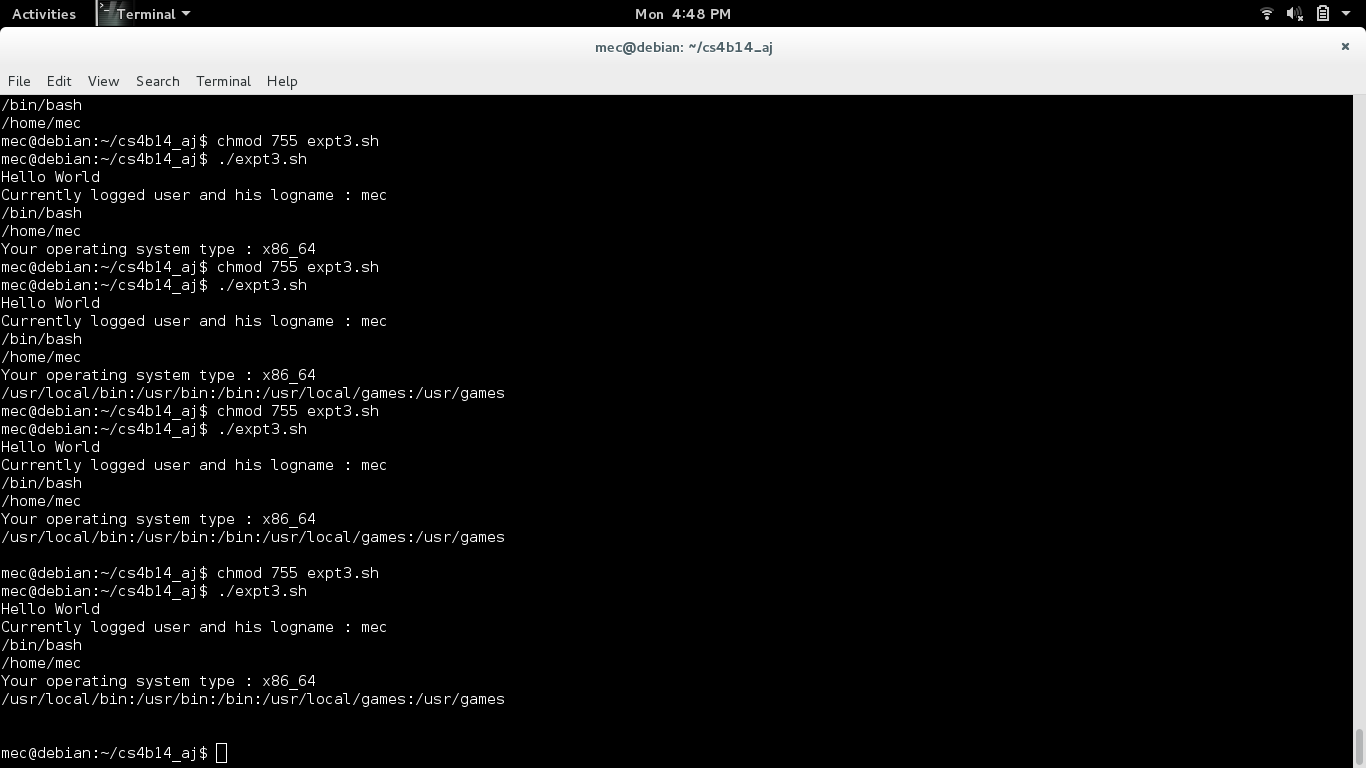 Activities Terminal Mon 4:48 PM
mec@debian: ~/cs4b14_aj ×
File Edit View Search Terminal Help
/bin/bash
/home/mec
mec@debian:~/cs4b14_aj$ chmod 755 expt3.sh
mec@debian:~/cs4b14_aj$ ./expt3.sh
Hello World
Currently logged user and his logname : mec
/bin/bash
/home/mec
Your operating system type : x86_64
mec@debian:~/cs4b14_aj$ chmod 755 expt3.sh
mec@debian:~/cs4b14_aj$ ./expt3.sh
Hello World
Currently logged user and his logname : mec
/bin/bash
/home/mec
Your operating system type : x86_64
/usr/local/bin:/usr/bin:/bin:/usr/local/games:/usr/games
mec@debian:~/cs4b14_aj$ chmod 755 expt3.sh
mec@debian:~/cs4b14_aj$ ./expt3.sh
Hello World
Currently logged user and his logname : mec
/bin/bash
/home/mec
Your operating system type : x86_64
/usr/local/bin:/usr/bin:/bin:/usr/local/games:/usr/games
mec@debian:~/cs4b14_aj$ chmod 755 expt3.sh
mec@debian:~/cs4b14_aj$ ./expt3.sh
Hello World
Currently logged user and his logname : mec
/bin/bash
/home/mec
Your operating system type : x86_64
/usr/local/bin:/usr/bin:/bin:/usr/local/games:/usr/games
mec@debian:~/cs4b14_aj$